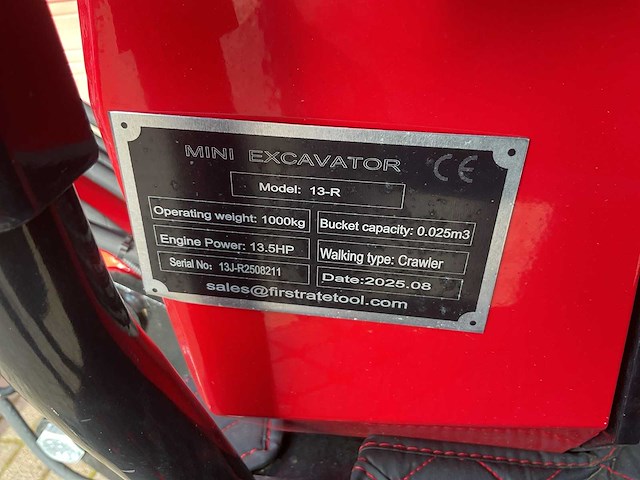 MINI EXCAVATOR CE
Model: 13-R
Operating weight: 1000kg Bucket capacity: 0.025m3
Engine Power: 13.5HP Walking type: Crawler
Serial No: 13J-R2508211 Date:2025.08
sales@firstratetool.com